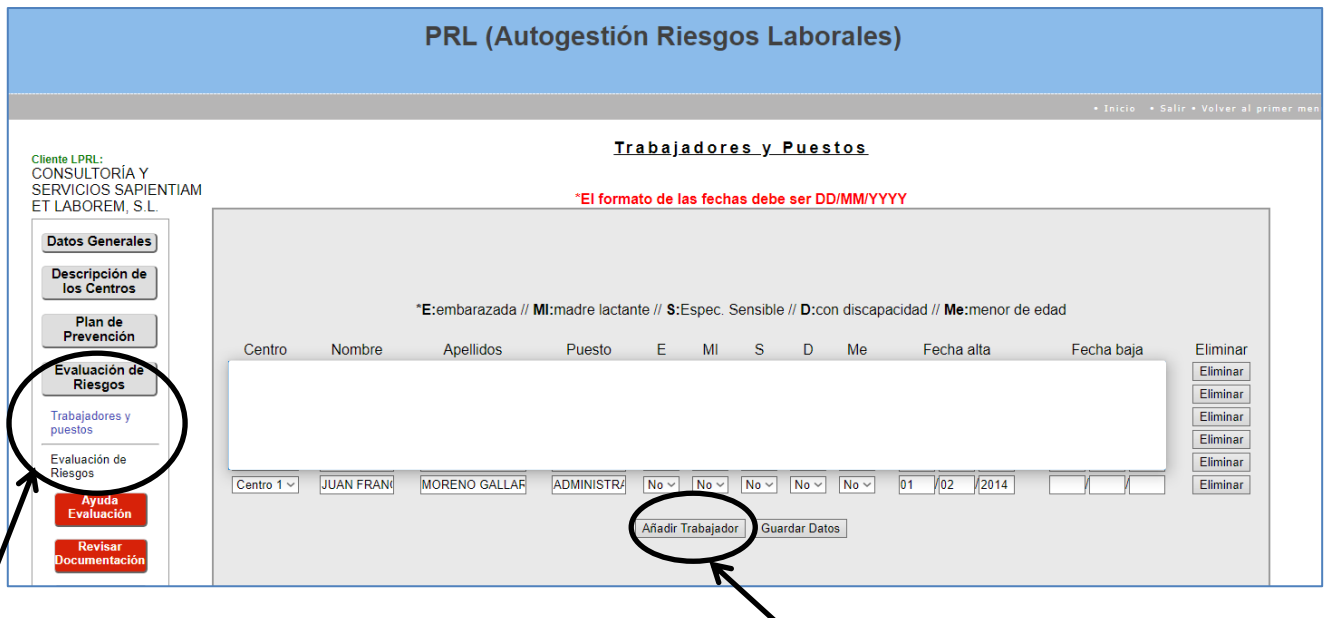 PRL (Autogestión Riesgos Laborales)
• Inicio • Salir • Volver al primer men
Trabajadores y Puestos
Cliente LPRL:
CONSULTORÍA Y
SERVICIOS SAPIENTIAM
ET LABOREM, S.L.
*El formato de las fechas debe ser DD/MM/YYYY
Datos Generales
Descripción de
los Centros
Plan de
Prevención
Evaluación de
Riesgos
Trabajadores y
puestos
Evaluación de
Riesgos
Ayuda
Evaluación
Revisar
Documentación
*E:embarazada // Ml:madre lactante // S:Espec. Sensible // D:con discapacidad // Me:menor de edad
Centro Nombre Apellidos Puesto E Ml S D Me Fecha alta Fecha baja Eliminar
Eliminar
Eliminar
Eliminar
Eliminar
Eliminar
Centro 1 JUAN FRAN MORENO GALLAR ADMINISTRA No No No No No 01 / 02 / 2014 / / Eliminar
Añadir Trabajador Guardar Datos